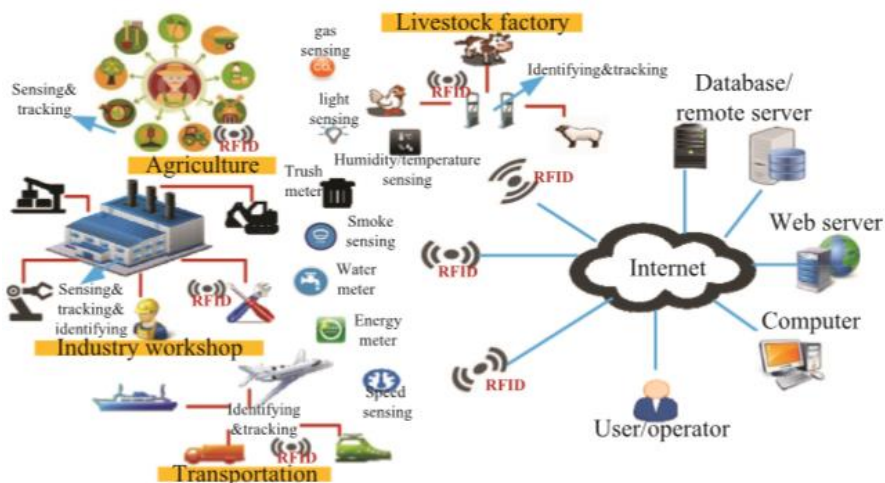 Livestock factory
gas
sensing
Identifying&tracking
RFID
Sensing&
tracking
light
sensing
RFID
Humidity/temperature
sensing
Agriculture
Trush
meter
Smoke
sensing
Water
meter
Energy
meter
Speed
sensing
Sensing&
tracking&
identifying
RFID
Industry workshop
Identifying
&tracking
RFID
Transportation
Database/
remote server
RFID
RFID
RFID
Internet
Web server
Computer
User/operator